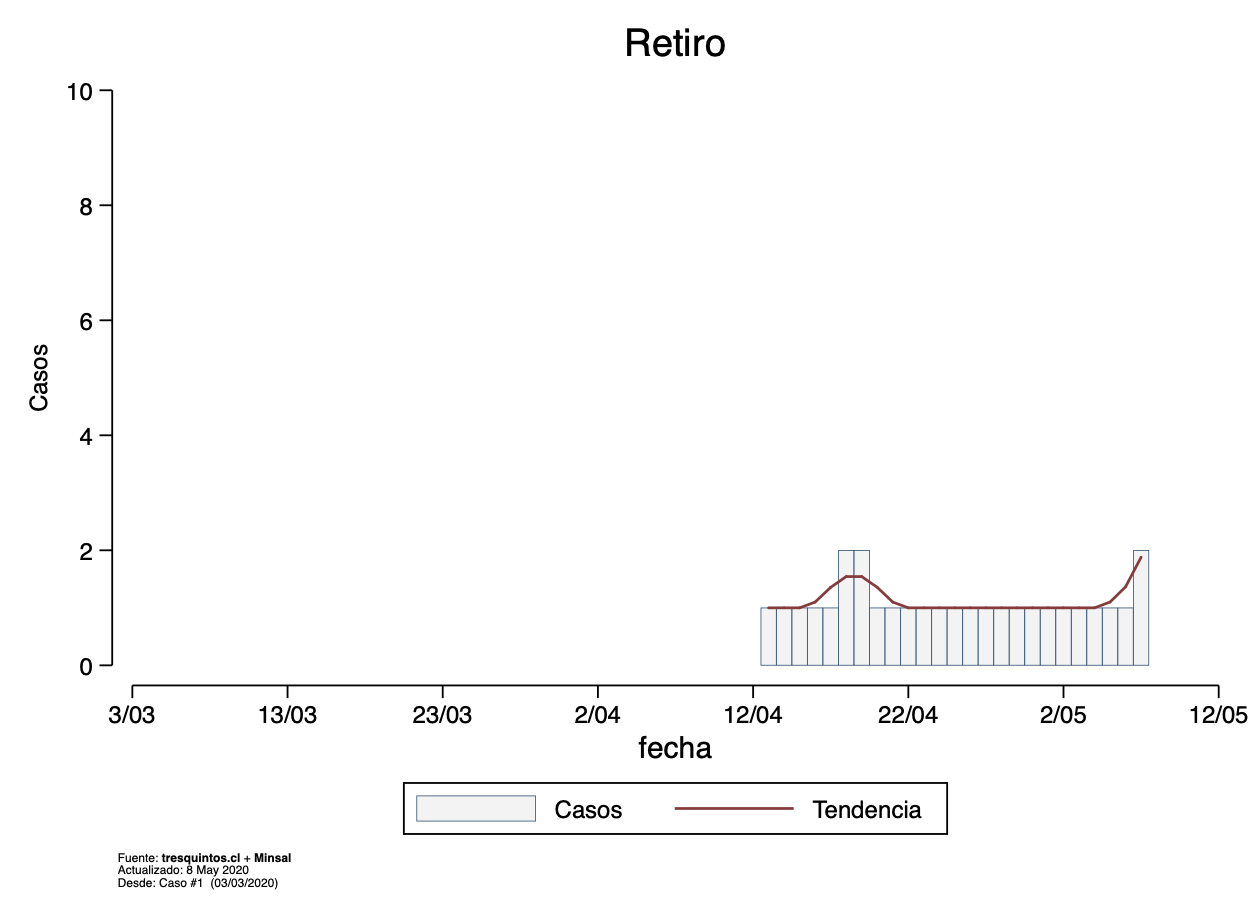 Retiro
10
8
6
4
2
0
Casos
3/03 13/03 23/03 2/04 12/04 22/04 2/05 12/05
fecha
Casos Tendencia
Fuente: tresquintos.cl + Minsal
Actualizado: 8 May 2020
Desde: Caso #1 (03/03/2020)